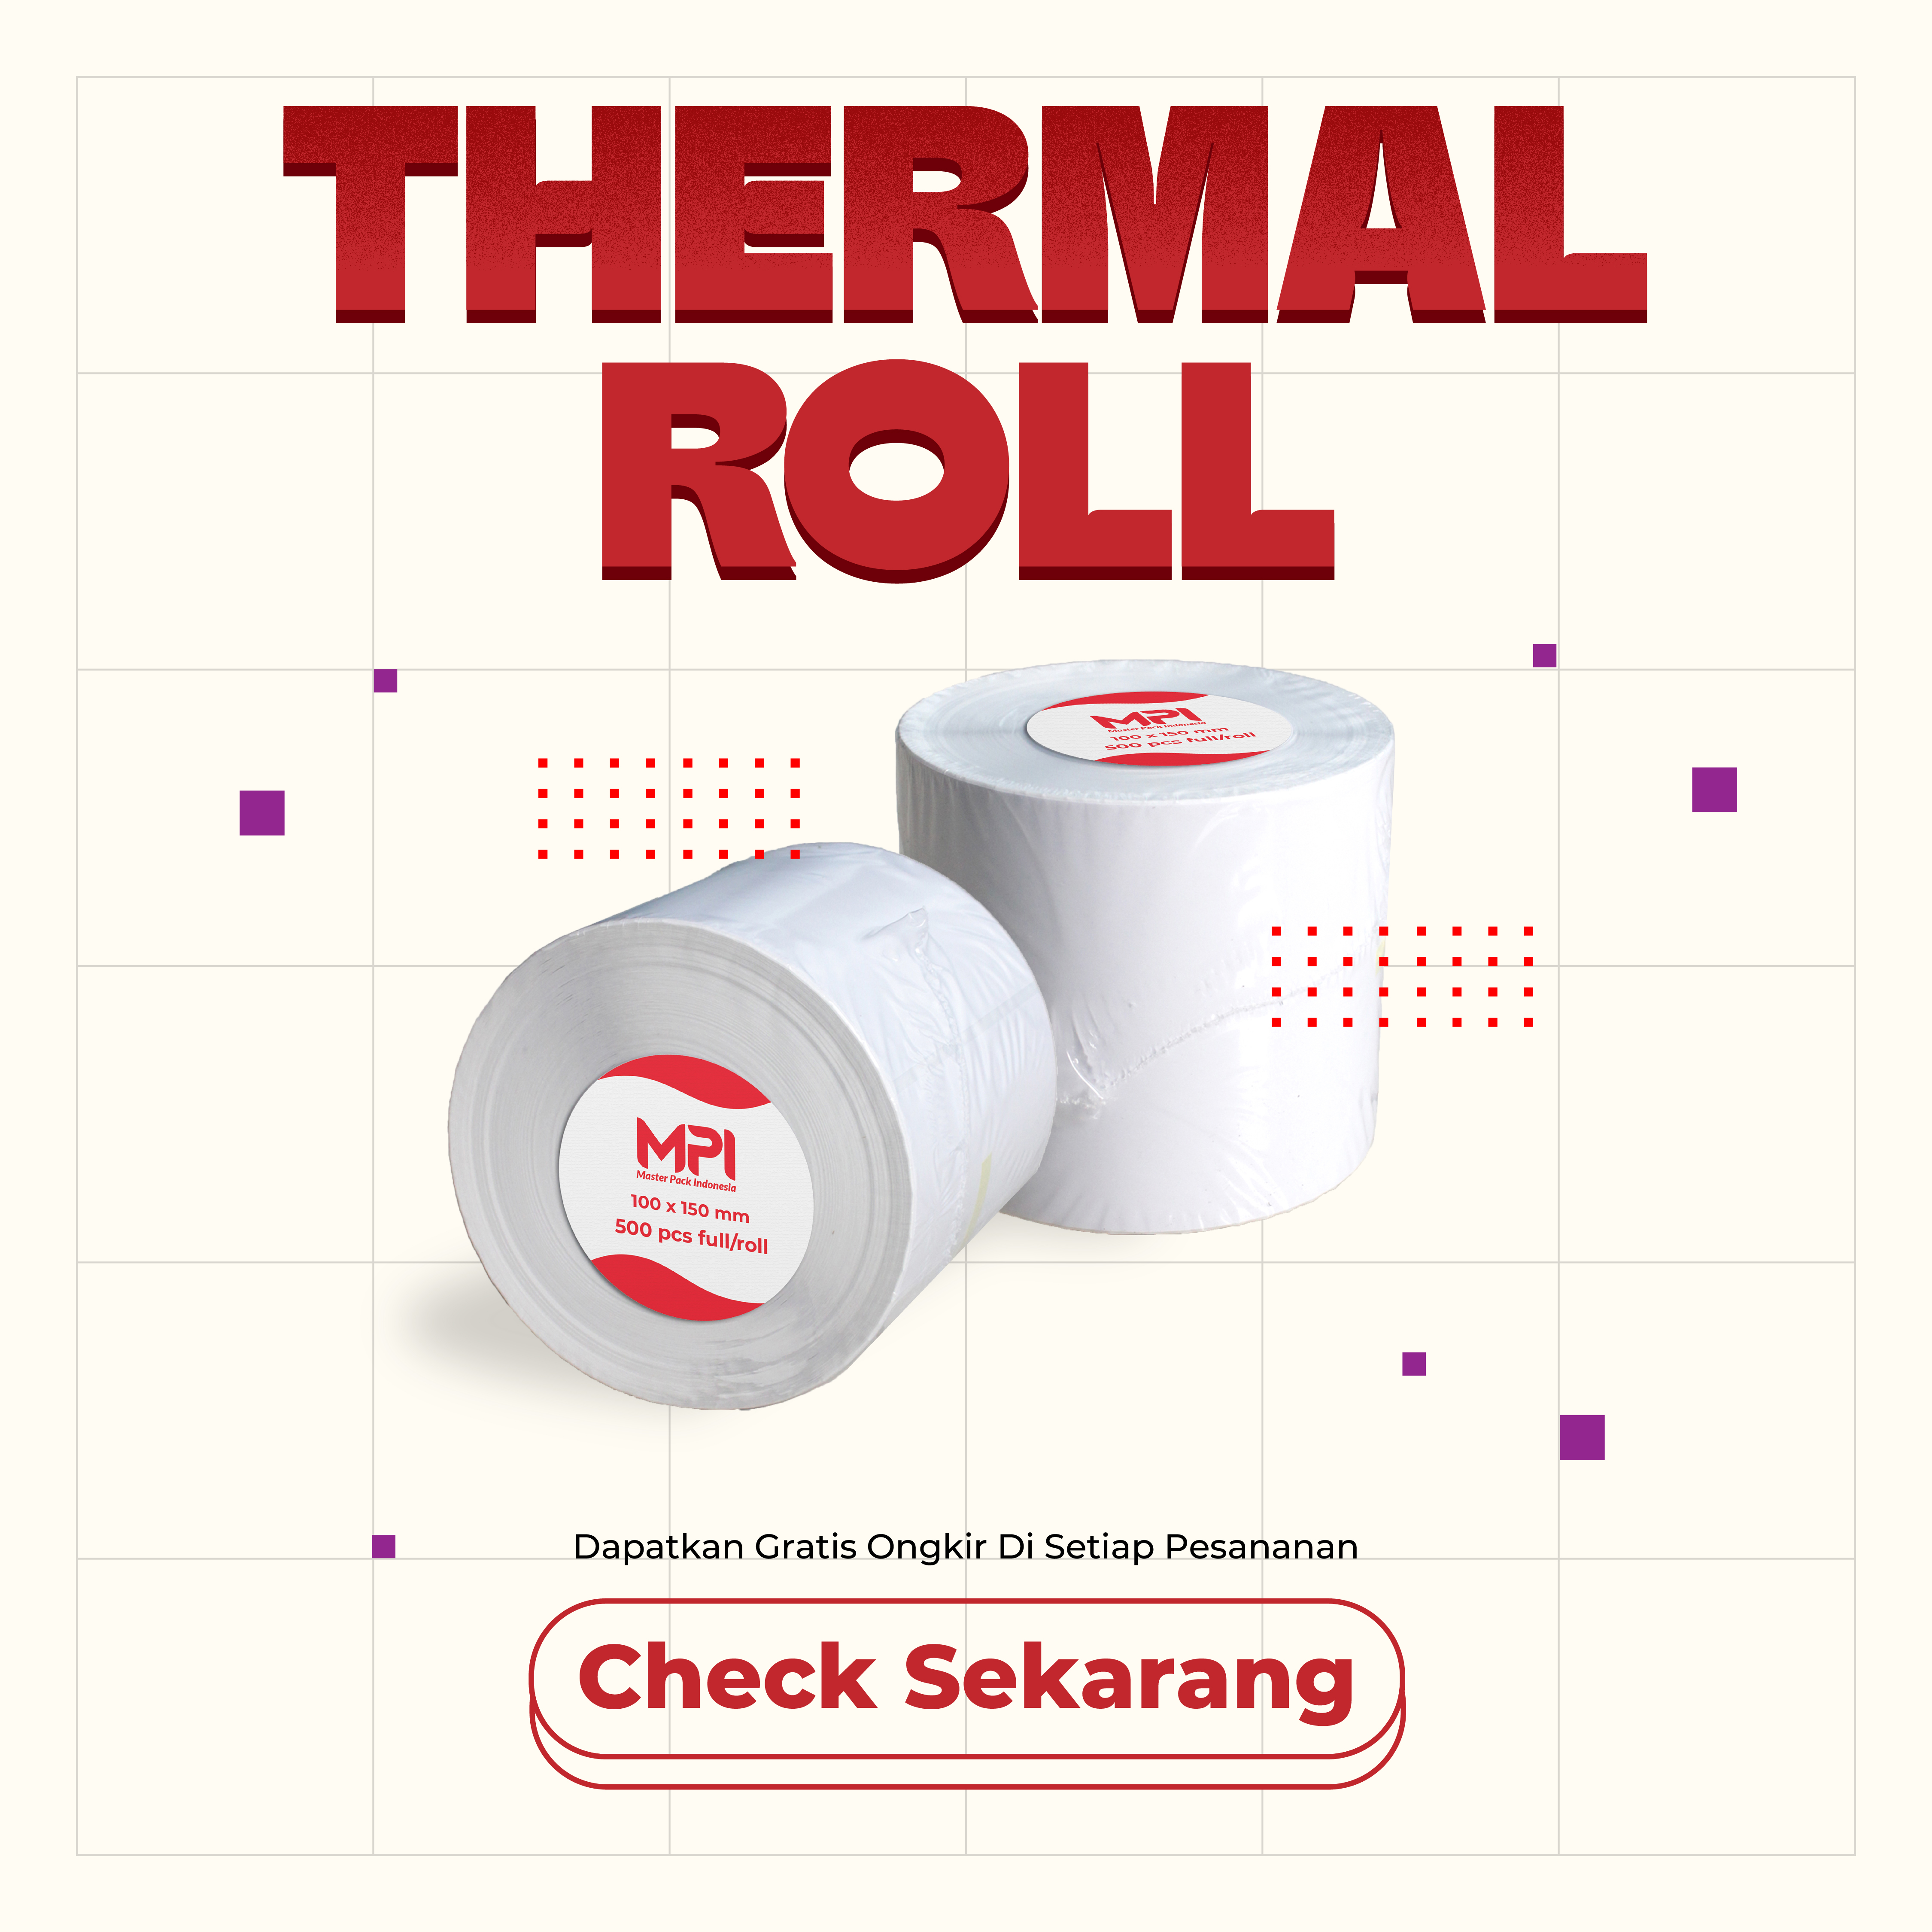 THERMAL
ROLL
MPI
Master Pack Indonesia
100 x 150 mm
500 pcs full/roll
MPI
Master Pack Indonesia
100 x 150 mm
500 pcs full/roll
Dapatkan Gratis Ongkir Di Setiap Pesananan
Check Sekarang